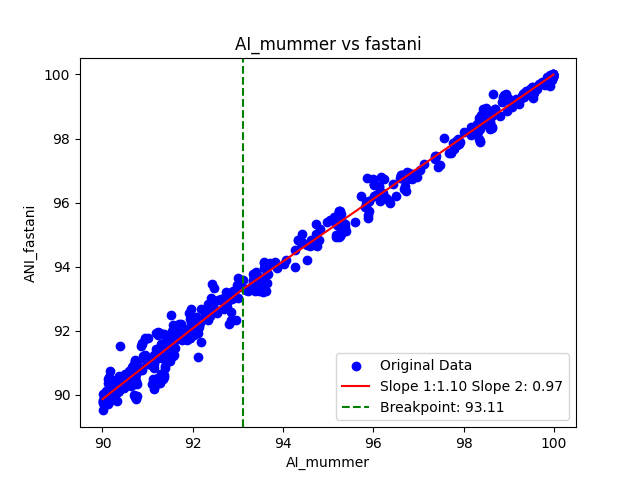 AI_mummer vs fastani
100
98
96
94
92
90
ANI_fastani
Original Data
Slope 1:1.10 Slope 2: 0.97
Breakpoint: 93.11
90 92 94 96 98 100
AI_mummer